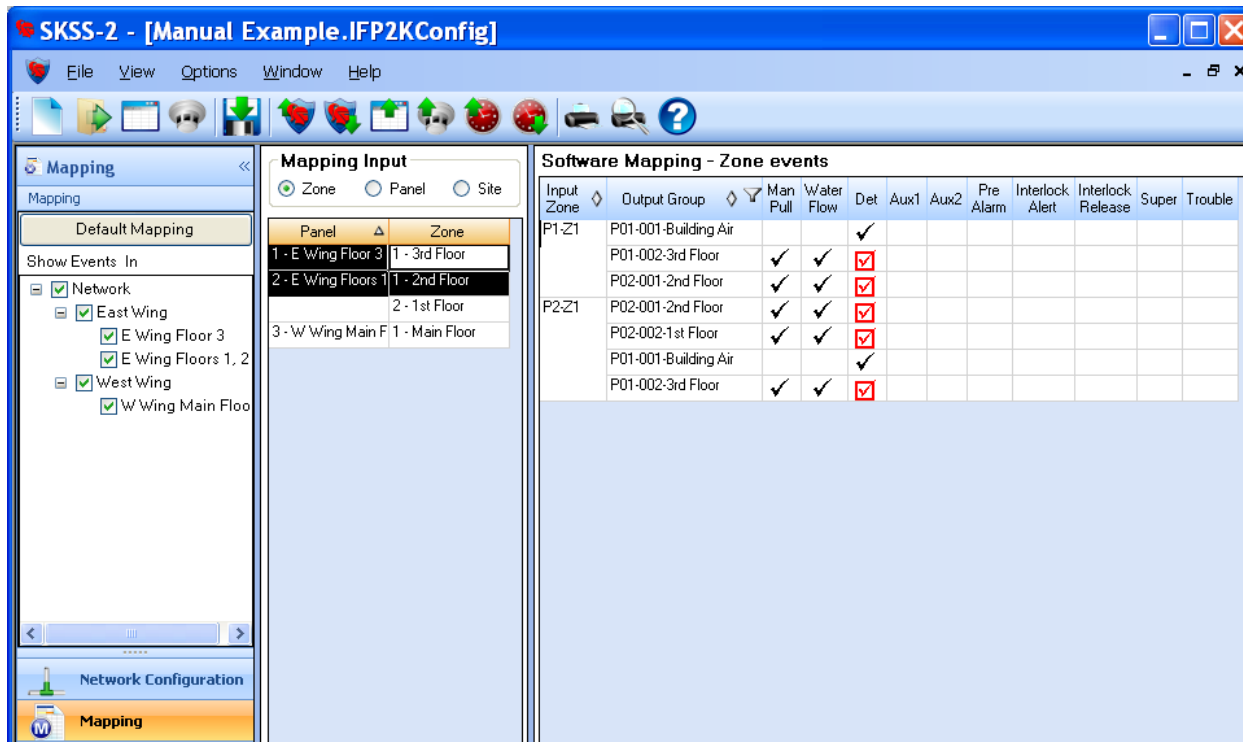 SKSS-2 - [Manual Example.IFP2KConfig]
File View Options Window Help
Mapping
Mapping
Default Mapping
Show Events In
Network
East Wing
E Wing Floor 3
E Wing Floors 1, 2
West Wing
W Wing Main Floo
Network Configuration
Mapping
Mapping Input
Zone Panel Site
Panel Zone
1 - E Wing Floor 3 1 - 3rd Floor
2 - E Wing Floors 1 1 - 2nd Floor
2 - 1st Floor
3 - W Wing Main F 1 - Main Floor
Software Mapping - Zone events
Input Zone Output Group Man Pull Water Flow Det Aux1 Aux2 Pre Alarm Interlock Alert Interlock Release Super Trouble
P1-Z1 P01-001-Building Air
P01-002-3rd Floor
P02-001-2nd Floor
P2-Z1 P02-001-2nd Floor
P02-002-1st Floor
P01-001-Building Air
P01-002-3rd Floor